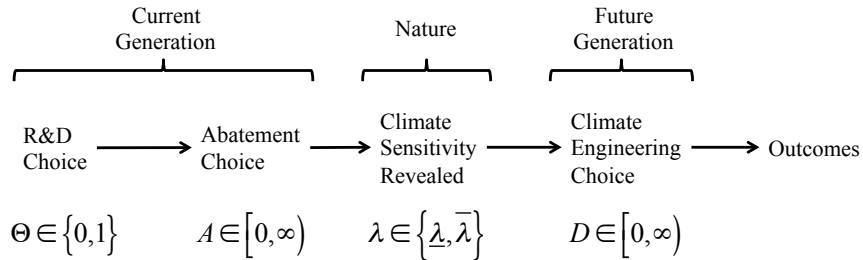 Current
Generation
Nature
Future
Generation
R&D
Choice
Abatement
Choice
Climate
Sensitivity
Revealed
Climate
Engineering
Choice
Outcomes
Θ ∈ {0,1}
A ∈ [0,∞)
λ ∈ {λ̲, λ̅}
D ∈ [0,∞)